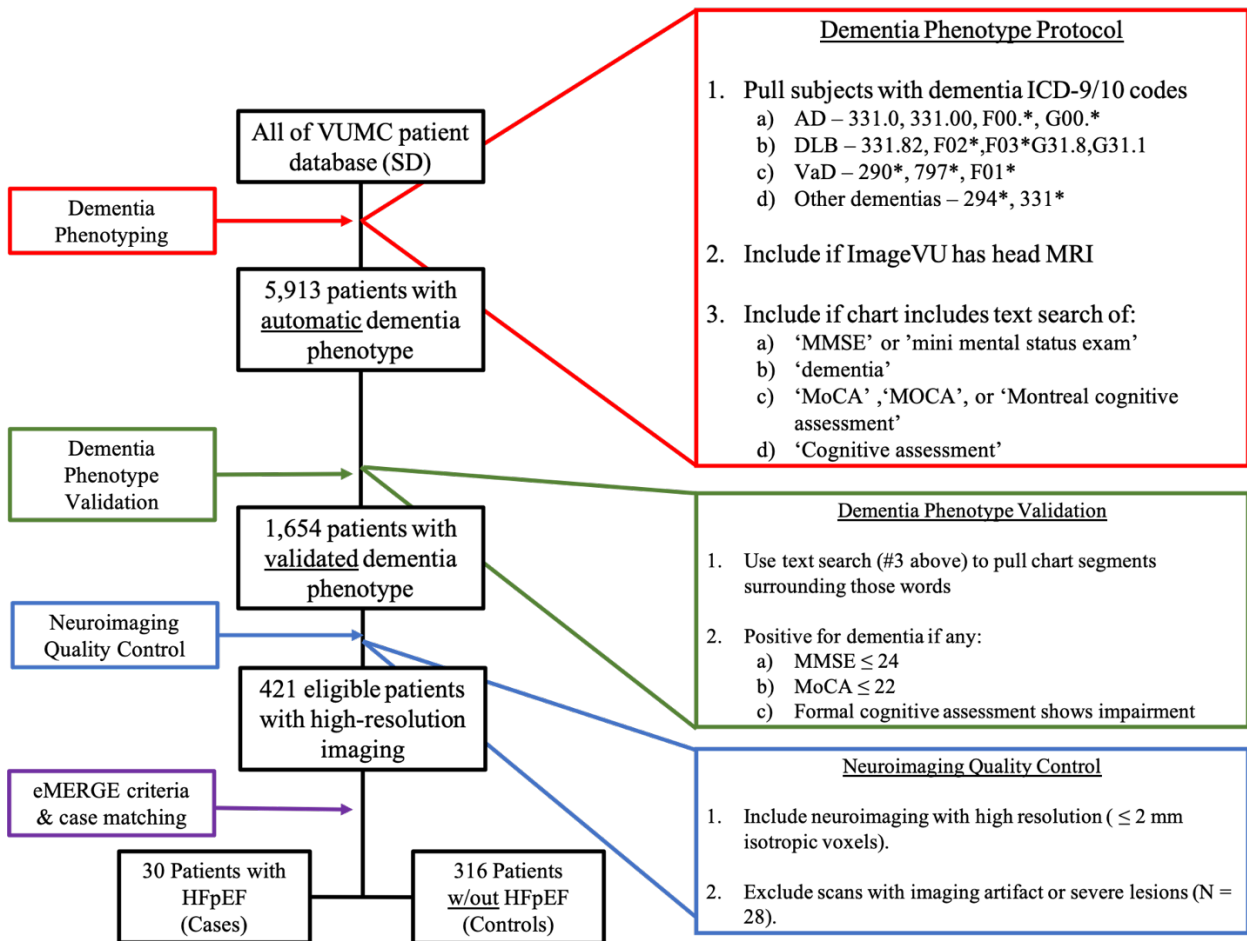 All of VUMC patient
database (SD)
Dementia
Phenotyping
5,913 patients with
automatic dementia
phenotype
Dementia
Phenotype
Validation
1,654 patients with
validated dementia
phenotype
Neuroimaging
Quality Control
421 eligible patients
with high-resolution
imaging
eMERGE criteria
& case matching
30 Patients with
HFpEF
(Cases)
316 Patients
w/out HFpEF
(Controls)
Dementia Phenotype Protocol
1. Pull subjects with dementia ICD-9/10 codes
a) AD – 331.0, 331.00, F00.*, G00.*
b) DLB – 331.82, F02*,F03*G31.8,G31.1
c) VaD – 290*, 797*, F01*
d) Other dementias – 294*, 331*
2. Include if ImageVU has head MRI
3. Include if chart includes text search of:
a) ‘MMSE’ or ’mini mental status exam’
b) ‘dementia’
c) ‘MoCA’ ,‘MOCA’, or ‘Montreal cognitive
assessment’
d) ‘Cognitive assessment’
Dementia Phenotype Validation
1. Use text search (#3 above) to pull chart segments
surrounding those words
2. Positive for dementia if any:
a) MMSE ≤ 24
b) MoCA ≤ 22
c) Formal cognitive assessment shows impairment
Neuroimaging Quality Control
1. Include neuroimaging with high resolution ( ≤ 2 mm
isotropic voxels).
2. Exclude scans with imaging artifact or severe lesions (N =
28).